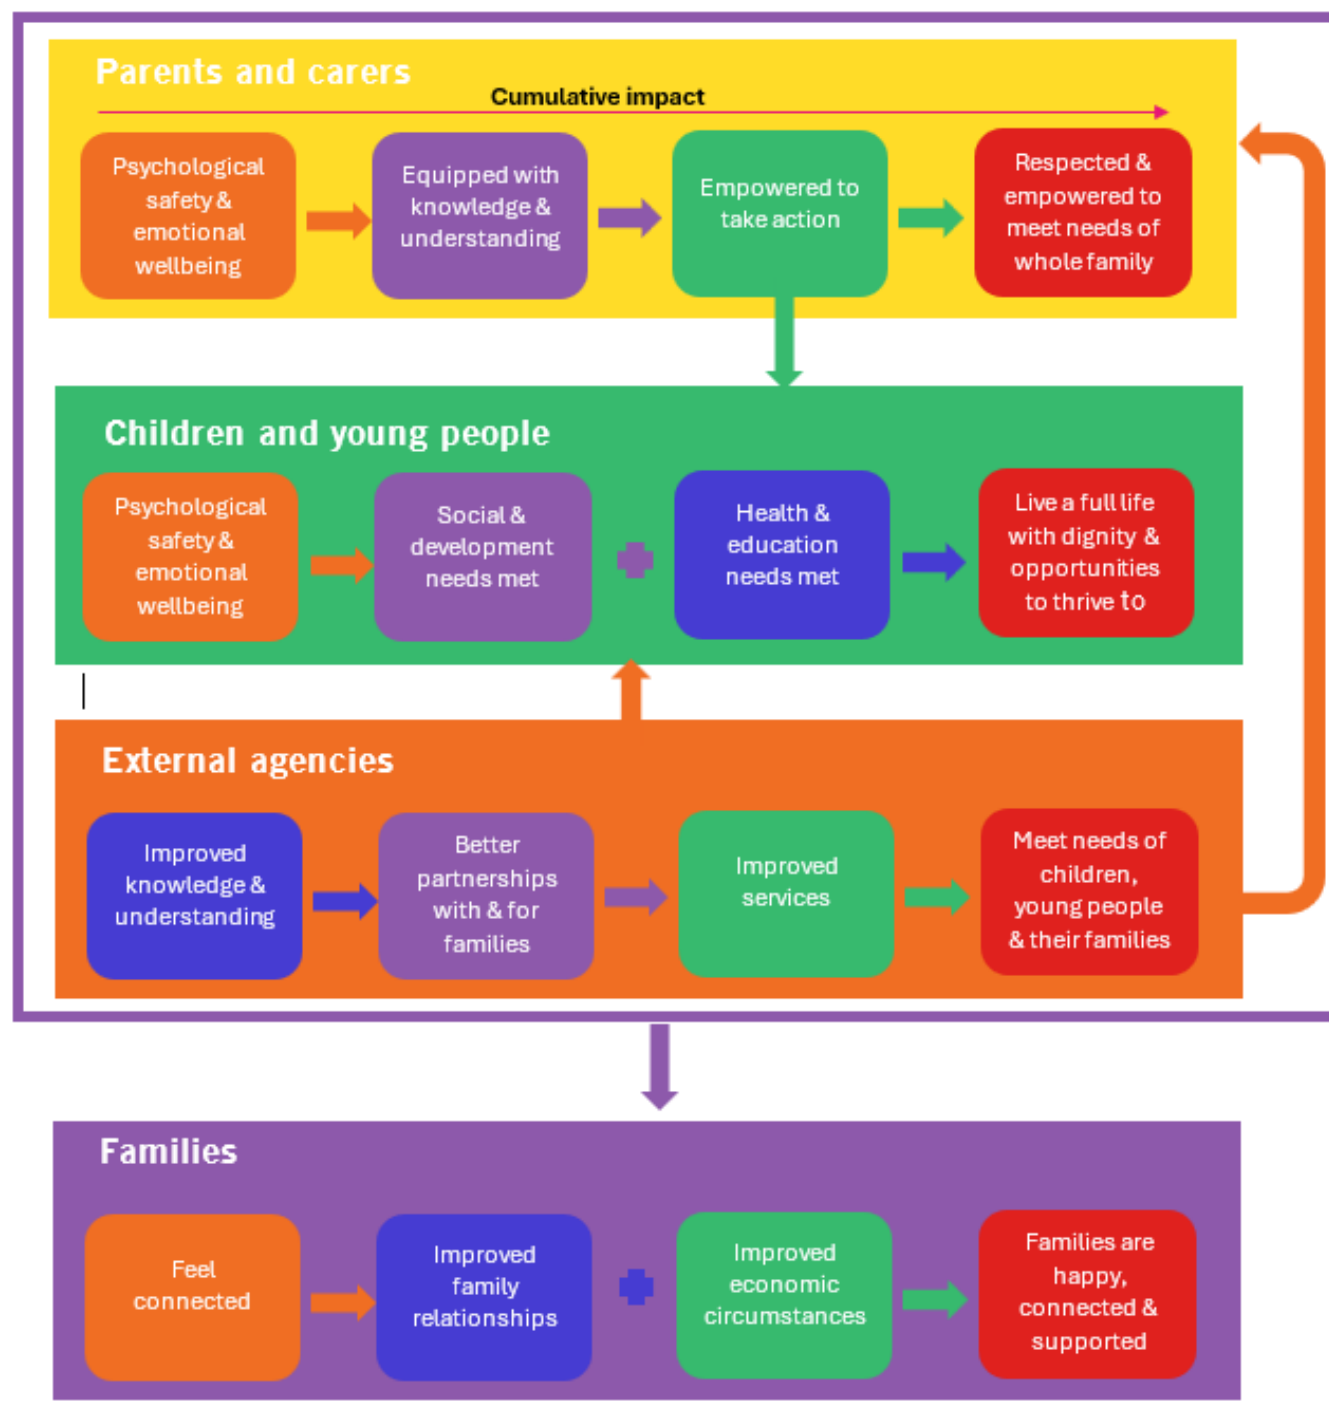 Parents and carers
Cumulative impact
Psychological
safety &
emotional
wellbeing
Equipped with
knowledge &
understanding
Empowered to
take action
Respected &
empowered to
meet needs of
whole family
Children and young people
Psychological
safety &
emotional
wellbeing
Social &
development
needs met
Health &
education
needs met
Live a full life
with dignity &
opportunities
to thrive to
External agencies
Improved
knowledge &
understanding
Better
partnerships
with & for
families
Improved
services
Meet needs of
children,
young people
& their families
Families
Feel
connected
Improved
family
relationships
Improved
economic
circumstances
Families are
happy,
connected &
supported